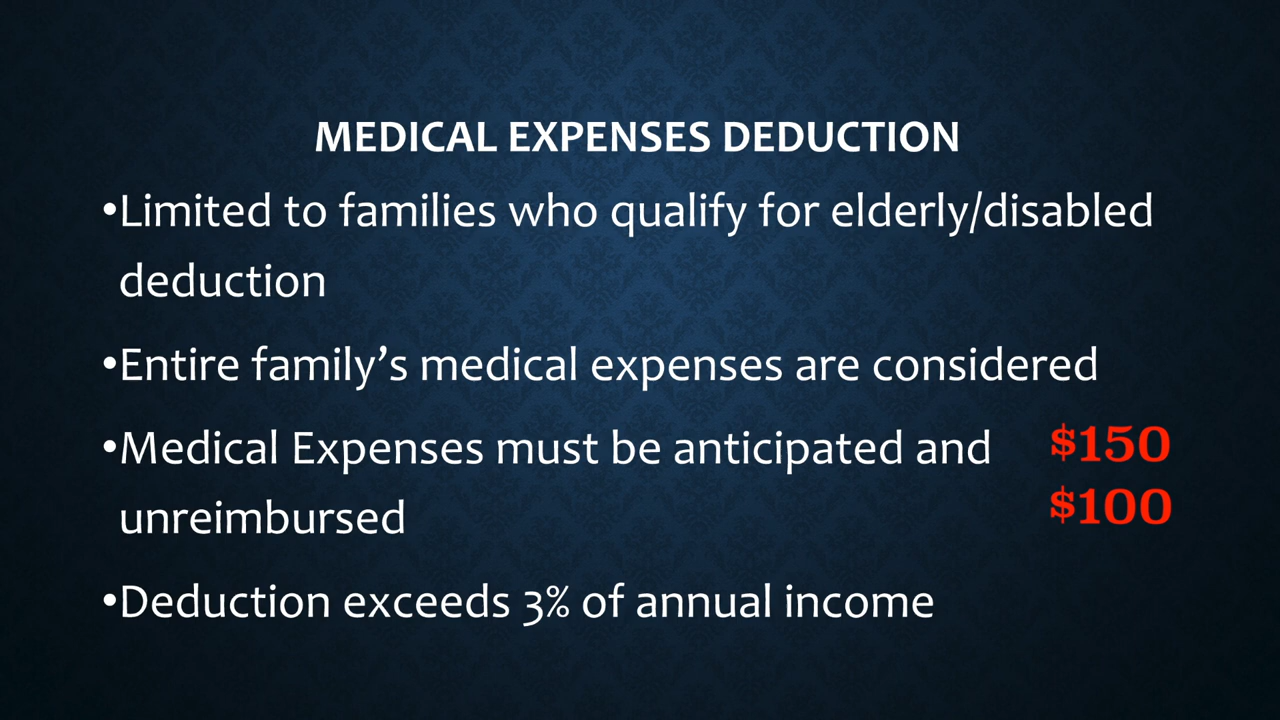 MEDICAL EXPENSES DEDUCTION
•Limited to families who qualify for elderly/disabled
deduction
•Entire family’s medical expenses are considered
•Medical Expenses must be anticipated and
$150
unreimbursed
$100
•Deduction exceeds 3% of annual income